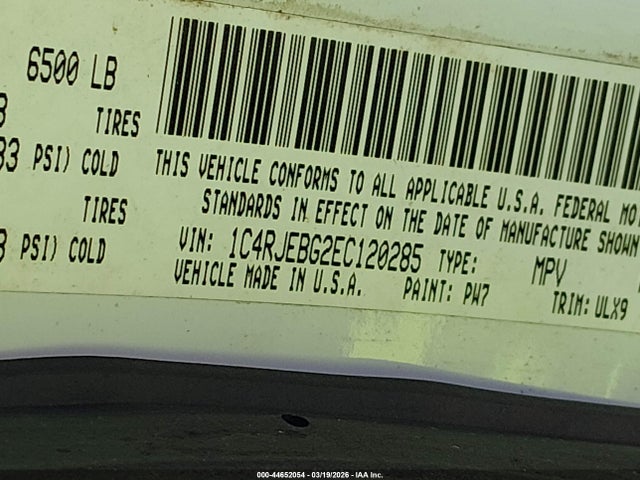 6500 LB
TIRES
PSI) COLD
TIRES
PSI) COLD
THIS VEHICLE CONFORMS TO ALL APPLICABLE U.S.A. FEDERAL MOT
STANDARDS IN EFFECT ON THE DATE OF MANUFACTURE SHOWN
VIN: 1C4RJEBG2EC120285 TYPE: MPV
VEHICLE MADE IN U.S.A. PAINT: PW7 TRIM: ULX9
000-44652054 - 03/19/2026 - IAA Inc.